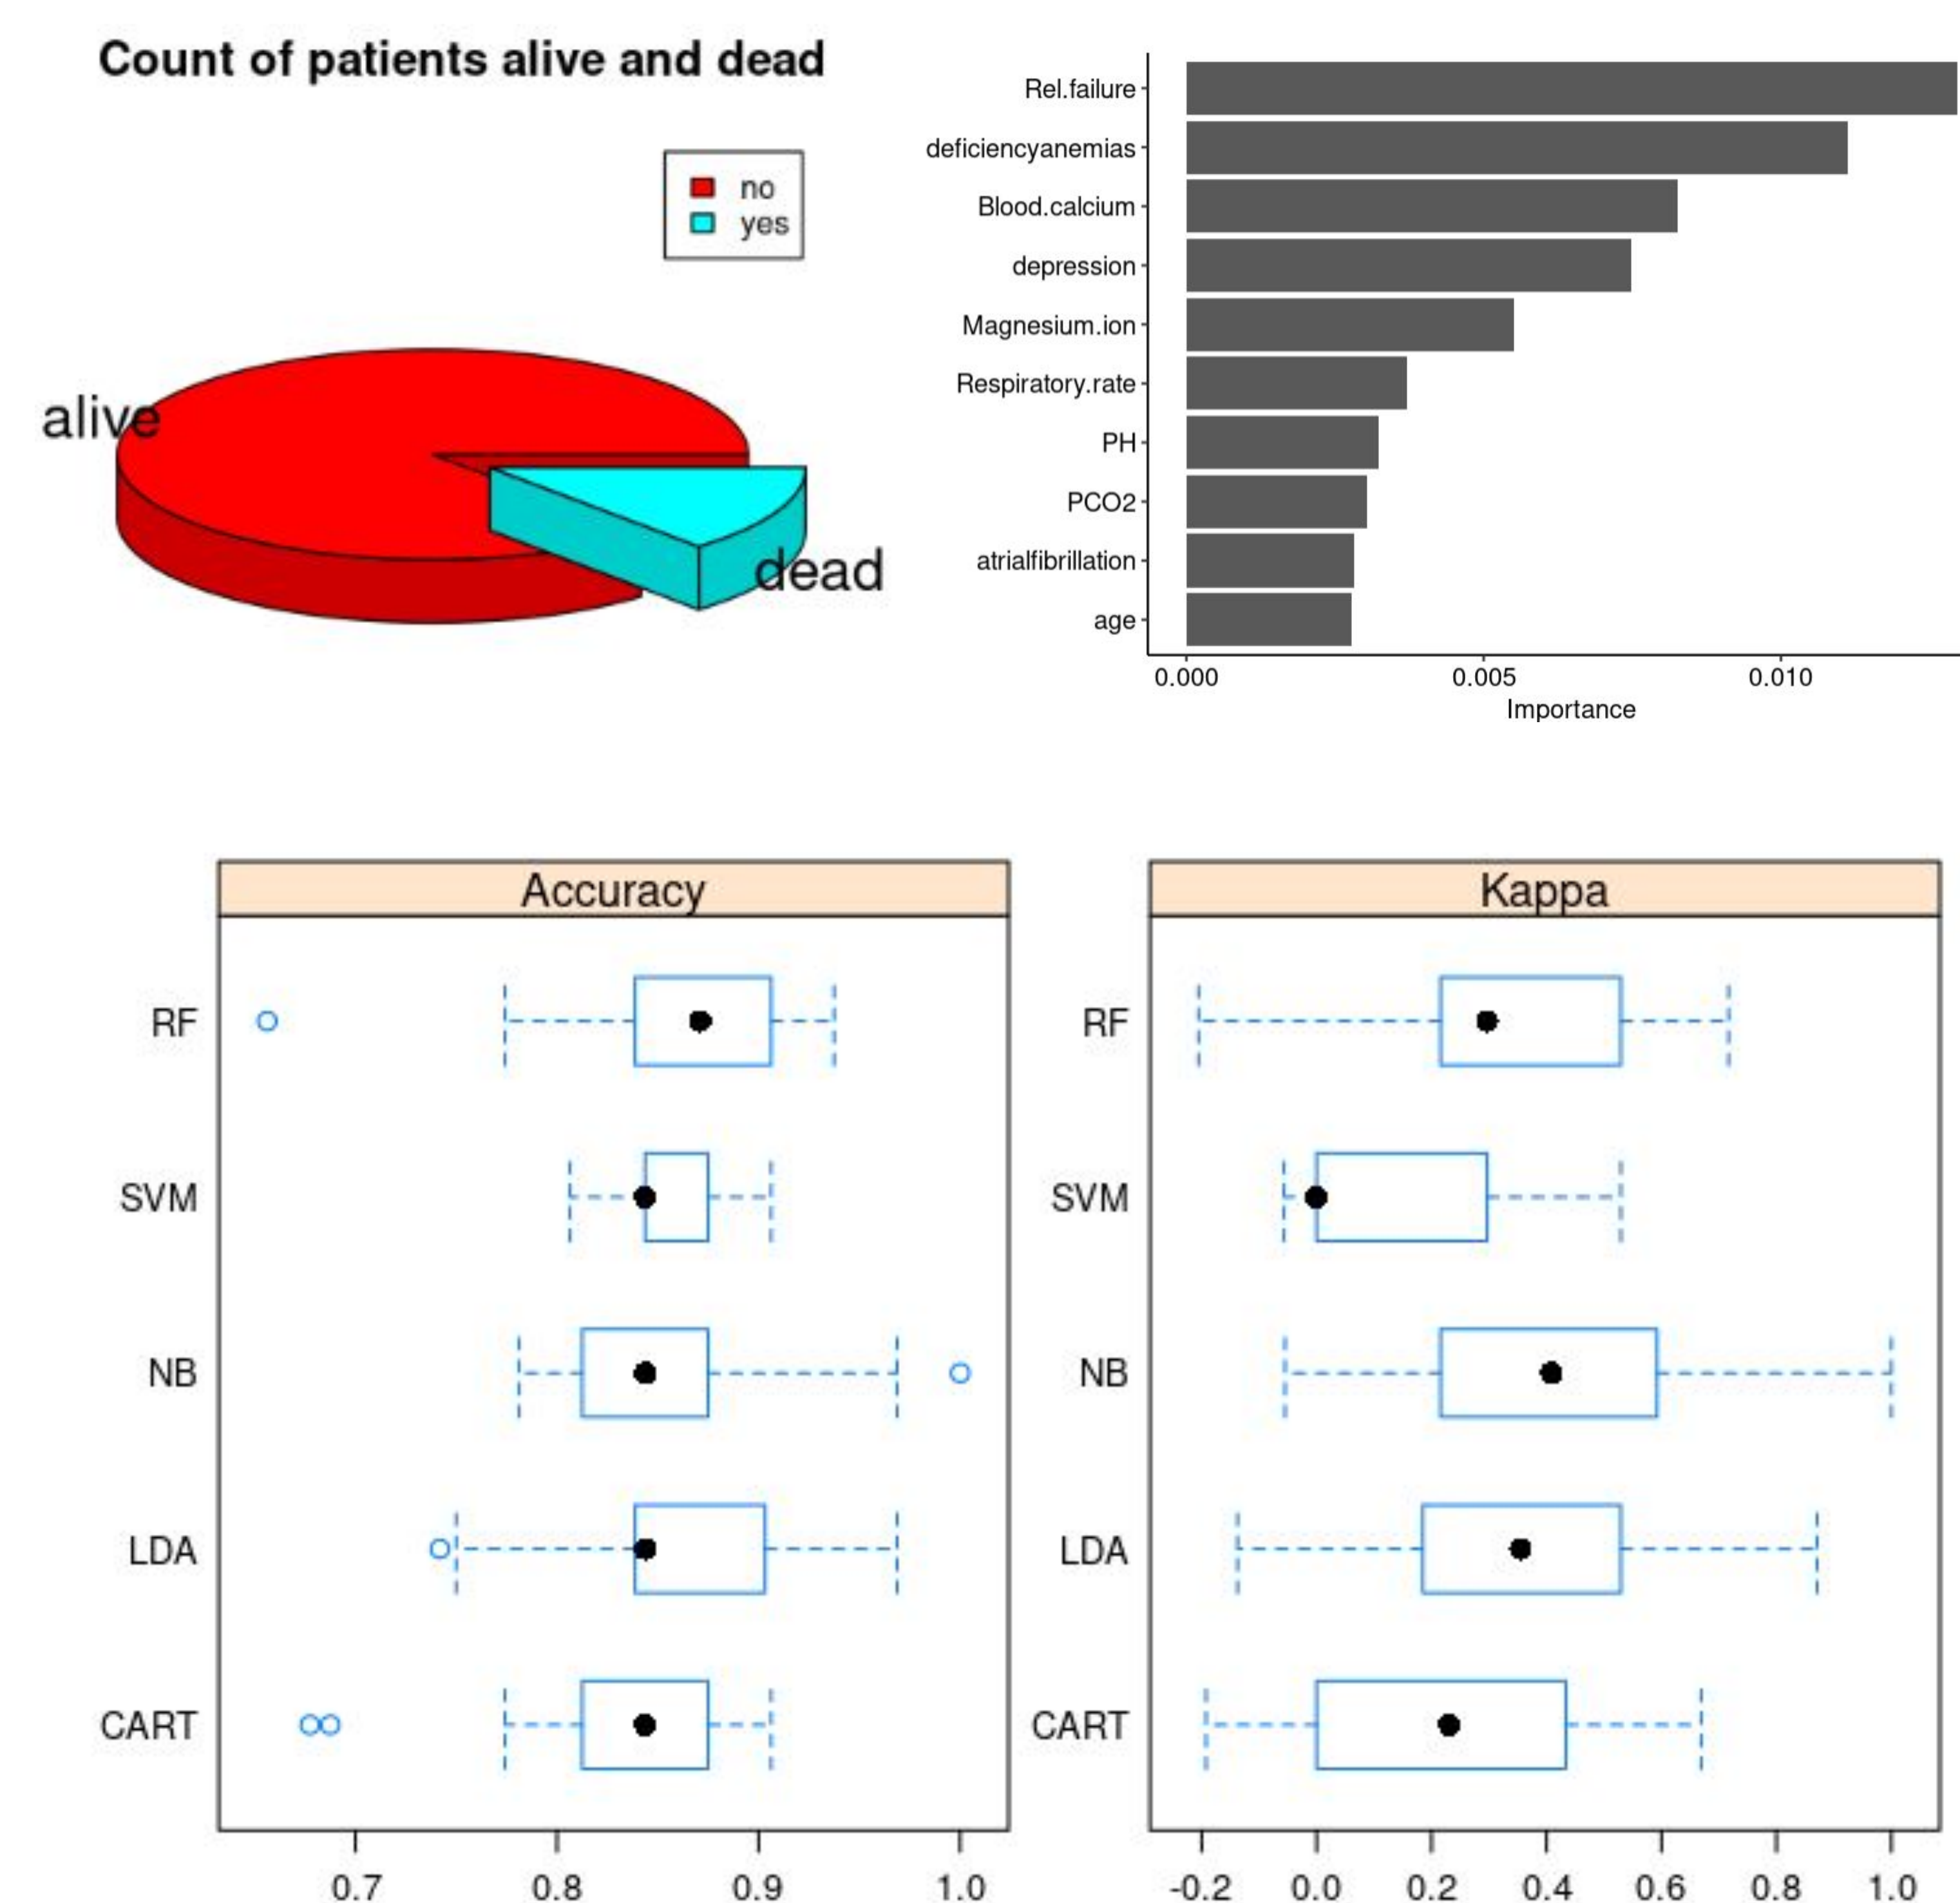 Count of patients alive and dead
no
yes
alive
dead
Rel.failure
deficiencyanemias
Blood.calcium
depression
Magnesium.ion
Respiratory.rate
PH
PCO2
atrialfibrillation
age
0.000 0.005 0.010
Importance
Accuracy
RF
SVM
NB
LDA
CART
0.7 0.8 0.9 1.0
Kappa
RF
SVM
NB
LDA
CART
-0.2 0.0 0.2 0.4 0.6 0.8 1.0